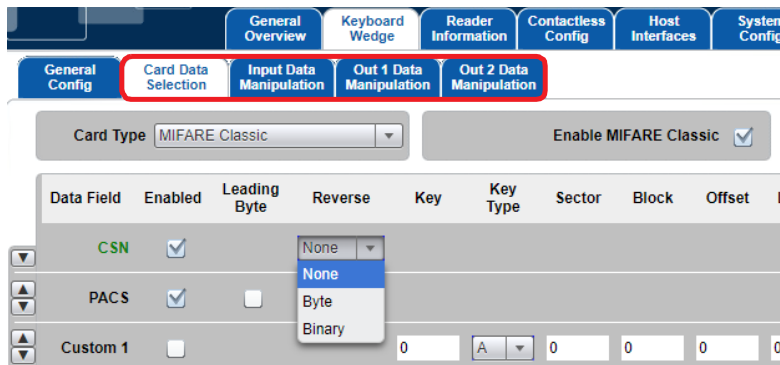 General Overview
Keyboard Wedge
Reader Information
Contactless Config
Host Interfaces
General Config
Card Data Selection
Input Data Manipulation
Out 1 Data Manipulation
Out 2 Data Manipulation
Card Type MIFARE Classic
Enable MIFARE Classic
Data Field Enabled Leading Byte Reverse Key Key Type Sector Block Offset
CSN None
None
PACS Byte
Binary
Custom 1 0 A 0 0 0